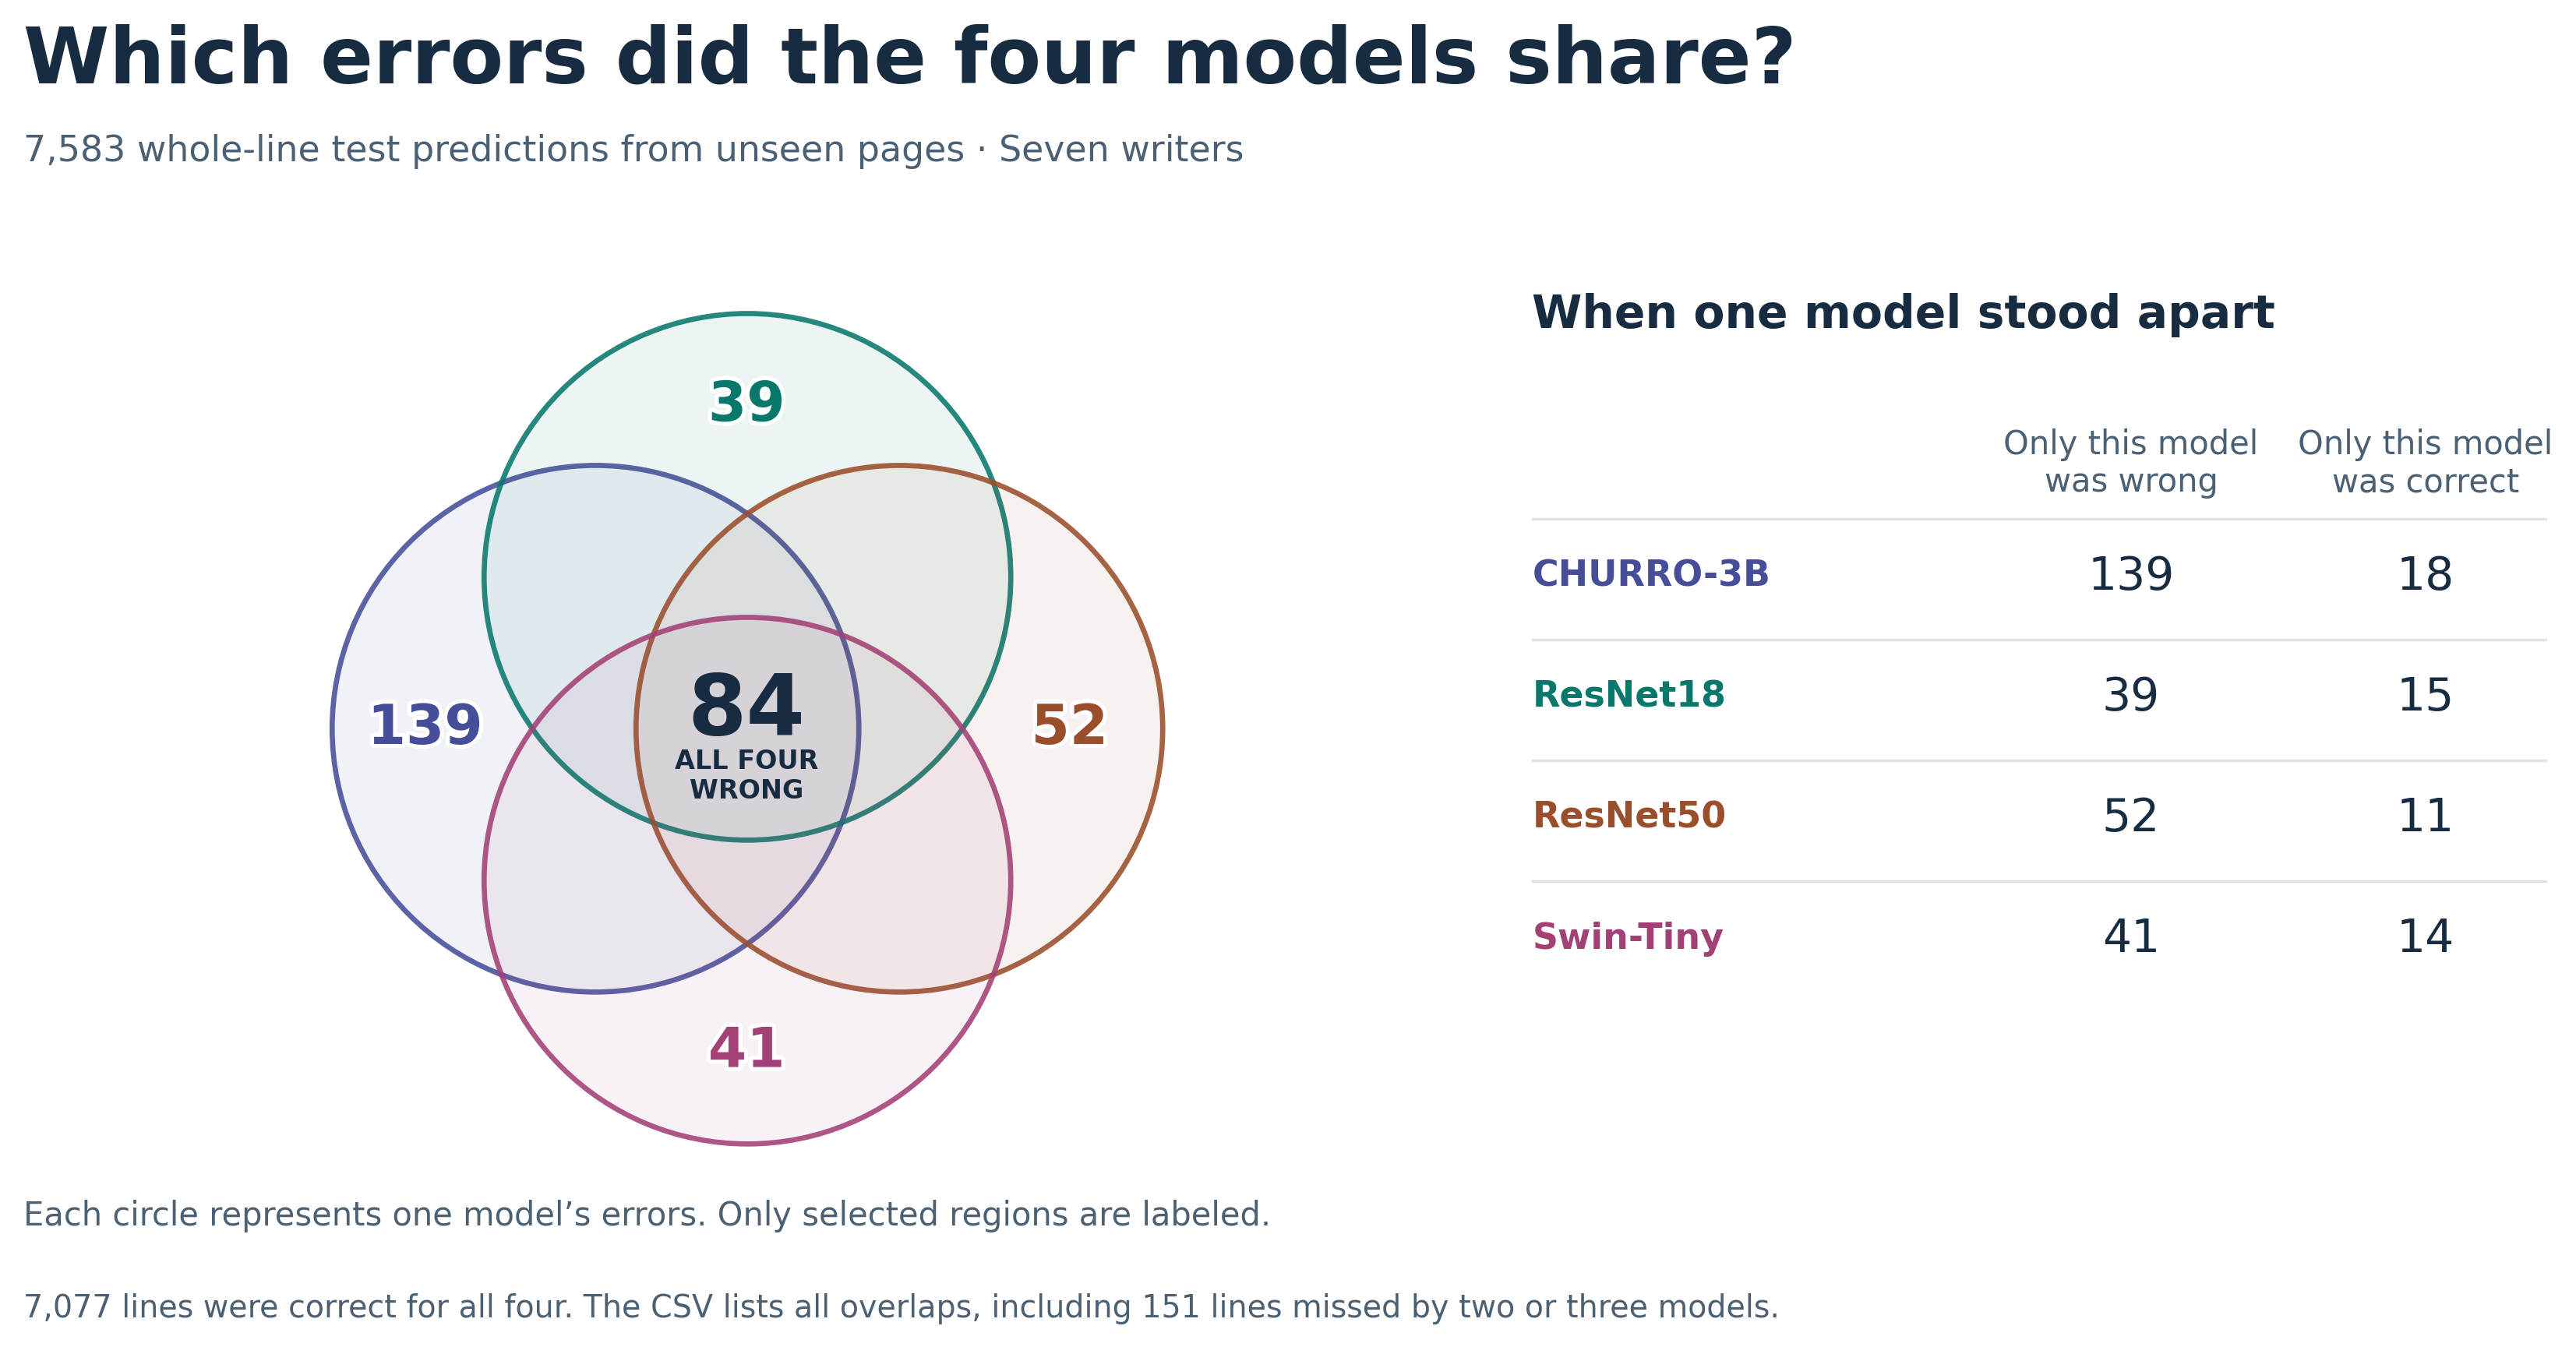 Which errors did the four models share?
7,583 whole-line test predictions from unseen pages · Seven writers
39
139
84
ALL FOUR
WRONG
52
41
When one model stood apart
Only this model was wrong
Only this model was correct
CHURRO-3B 139 18
ResNet18 39 15
ResNet50 52 11
Swin-Tiny 41 14
Each circle represents one model’s errors. Only selected regions are labeled.
7,077 lines were correct for all four. The CSV lists all overlaps, including 151 lines missed by two or three models.